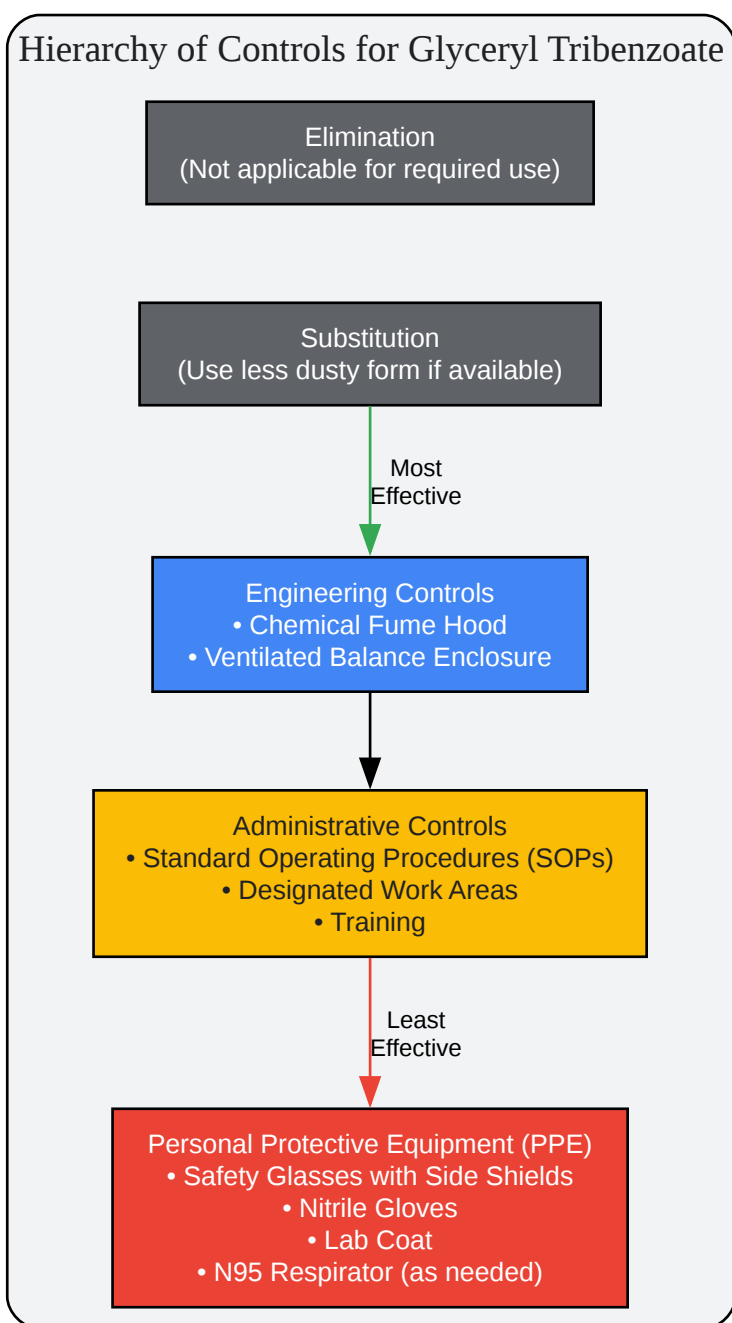 Hierarchy of Controls for Glyceryl Tribenzoate
Elimination
(Not applicable for required use)
Substitution
(Use less dusty form if available)
Most
Effective
Engineering Controls
• Chemical Fume Hood
• Ventilated Balance Enclosure
Administrative Controls
• Standard Operating Procedures (SOPs)
• Designated Work Areas
• Training
Least
Effective
Personal Protective Equipment (PPE)
• Safety Glasses with Side Shields
• Nitrile Gloves
• Lab Coat
• N95 Respirator (as needed)